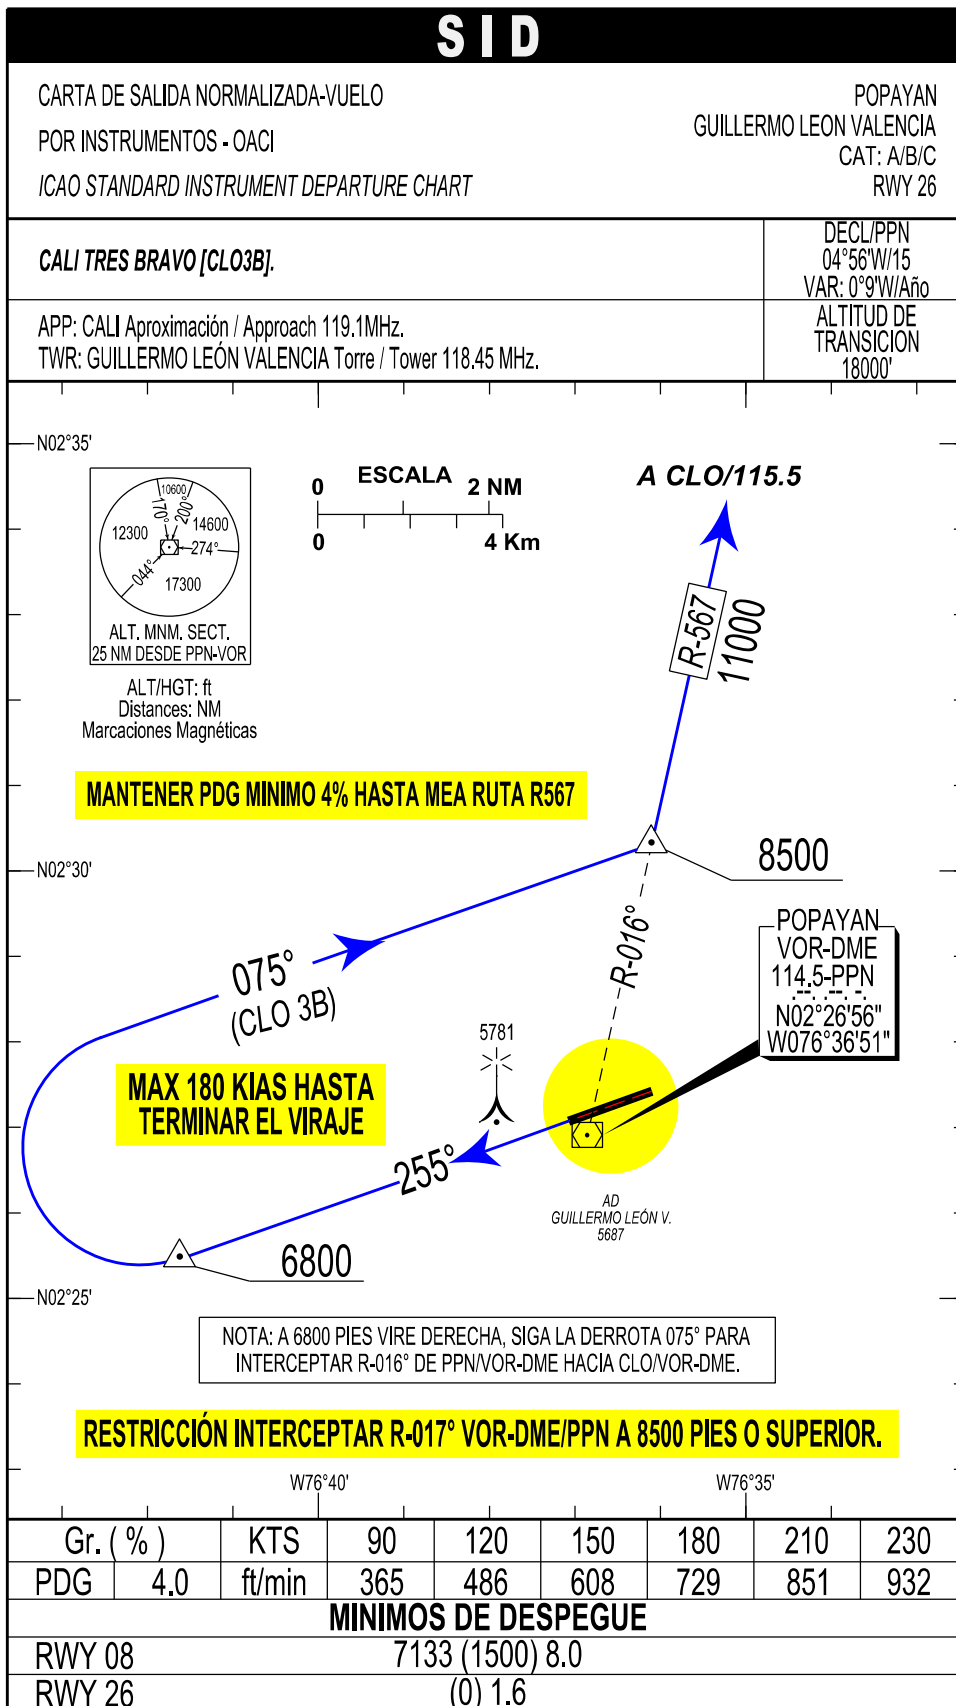 SID
CARTA DE SALIDA NORMALIZADA-VUELO
POR INSTRUMENTOS - OACI
ICAO STANDARD INSTRUMENT DEPARTURE CHART
POPAYAN
GUILLERMO LEON VALENCIA
CAT: A/B/C
RWY 26
CALI TRES BRAVO [CLO3B].
DECL/PPN
04°56'W/15
VAR: 0°9'W/Año
APP: CALI Aproximación / Approach 119.1MHz.
TWR: GUILLERMO LEÓN VALENCIA Torre / Tower 118.45 MHz.
ALTITUD DE
TRANSICION
18000'
N02°35'
10600
170°
200°
12300
14600
274°
044°
17300
ALT. MNM. SECT.
25 NM DESDE PPN-VOR
ALT/HGT: ft
Distances: NM
Marcaciones Magnéticas
ESCALA
0
2 NM
0
4 Km
A CLO/115.5
R-567
11000
MANTENER PDG MINIMO 4% HASTA MEA RUTA R567
N02°30'
8500
R-016°
POPAYAN
VOR-DME
114.5-PPN
.--. .--. -.
N02°26'56"
W076°36'51"
075°
(CLO 3B)
5781
MAX 180 KIAS HASTA
TERMINAR EL VIRAJE
255°
AD
GUILLERMO LEÓN V.
5687
6800
N02°25'
NOTA: A 6800 PIES VIRE DERECHA, SIGA LA DERROTA 075° PARA
INTERCEPTAR R-016° DE PPN/VOR-DME HACIA CLO/VOR-DME.
RESTRICCIÓN INTERCEPTAR R-017° VOR-DME/PPN A 8500 PIES O SUPERIOR.
W76°40'
W76°35'
Gr. ( % ) KTS 90 120 150 180 210 230
PDG 4.0 ft/min 365 486 608 729 851 932
MINIMOS DE DESPEGUE
RWY 08 7133 (1500) 8.0
RWY 26 (0) 1.6